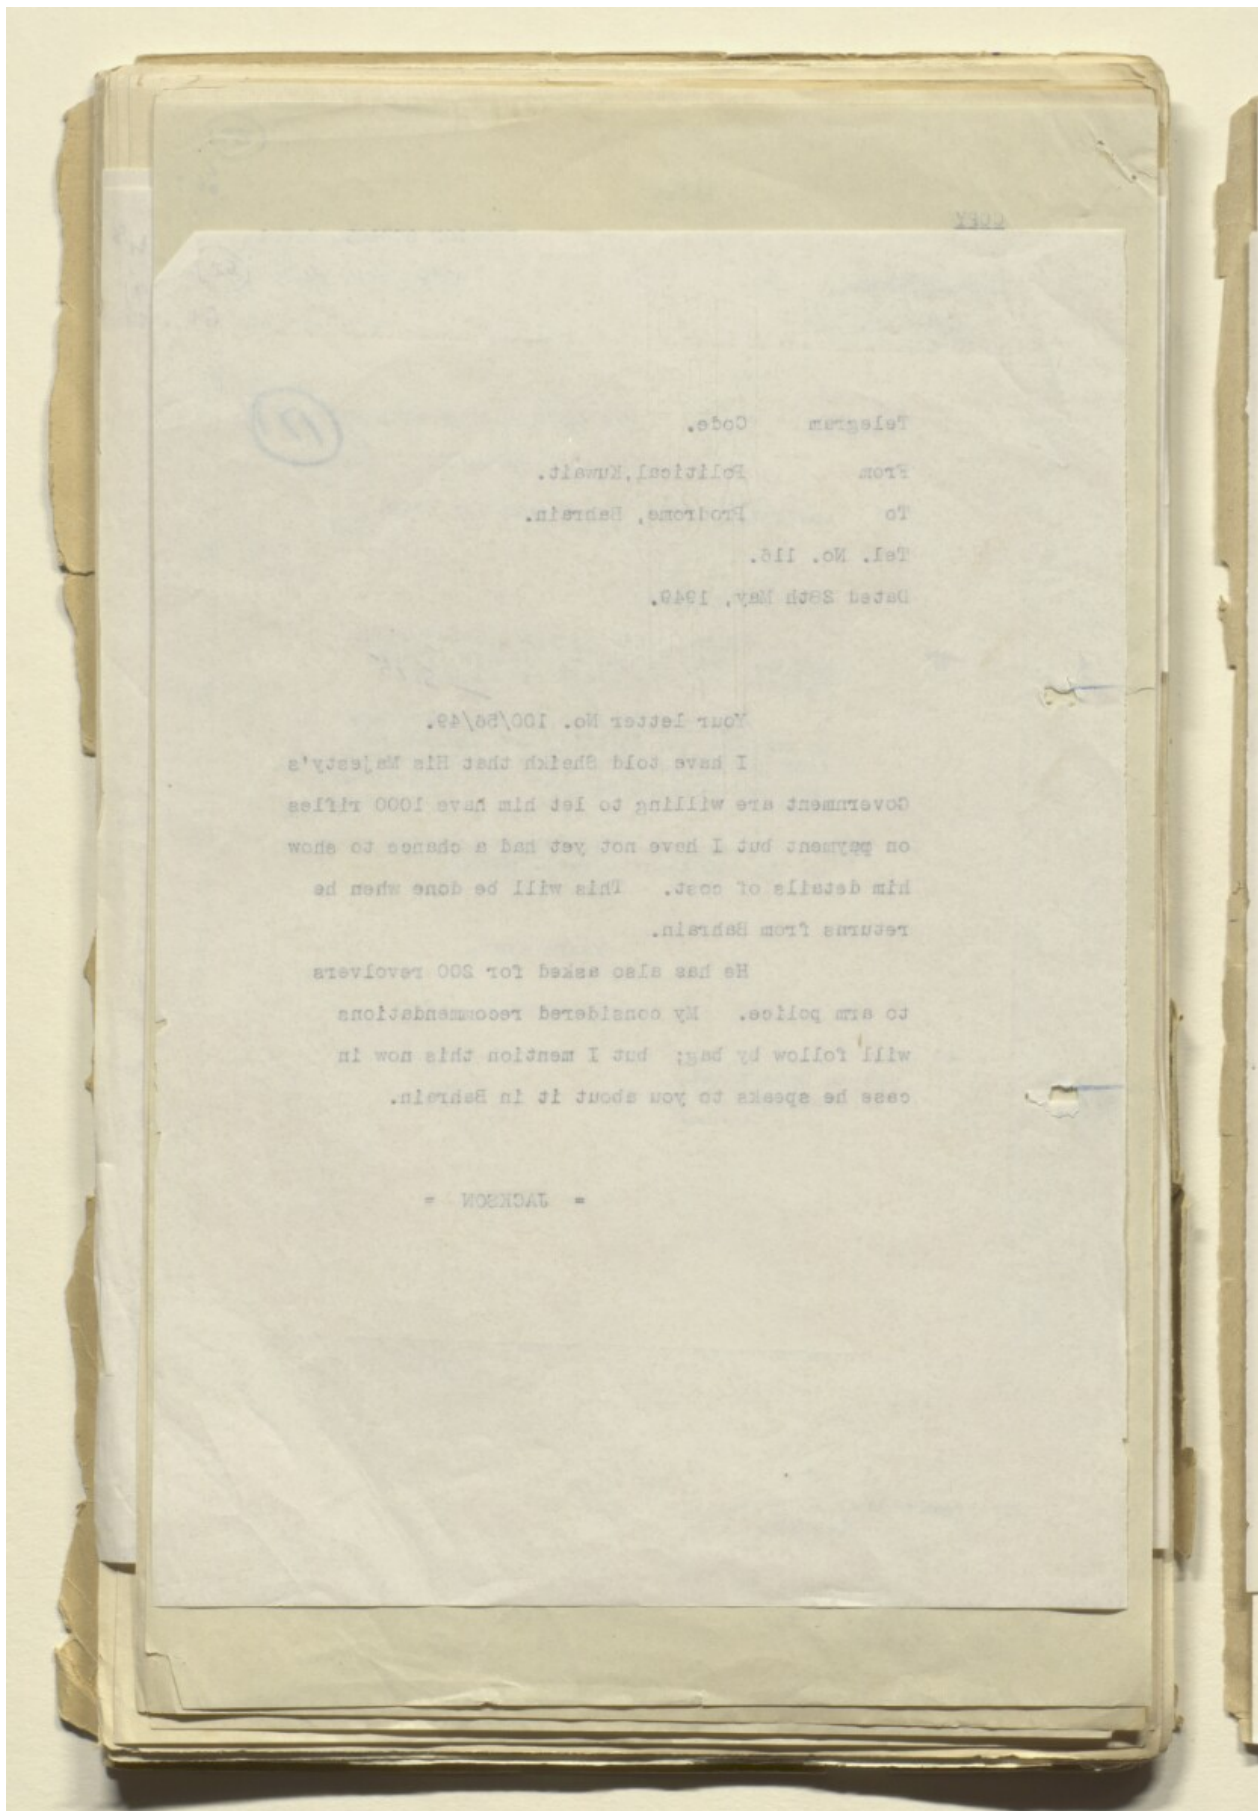 COPY
Telegram Code.
From Political,Kuwait.
To Prodrome, Bahrain.
Tel. No. 116.
Dated 28th May, 1949.
Your letter No. 100/56/49.
I have told Sheikh that His Majesty's
Government are willing to let him have 1000 rifles
on payment but I have not yet had a chance to show
him details of cost. This will be done when he
returns from Bahrain.
He has also asked for 200 revolvers
to arm police. My considered recommendations
will follow by bag; but I mention this now in
case he speaks to you about it in Bahrain.
= JACKSON =